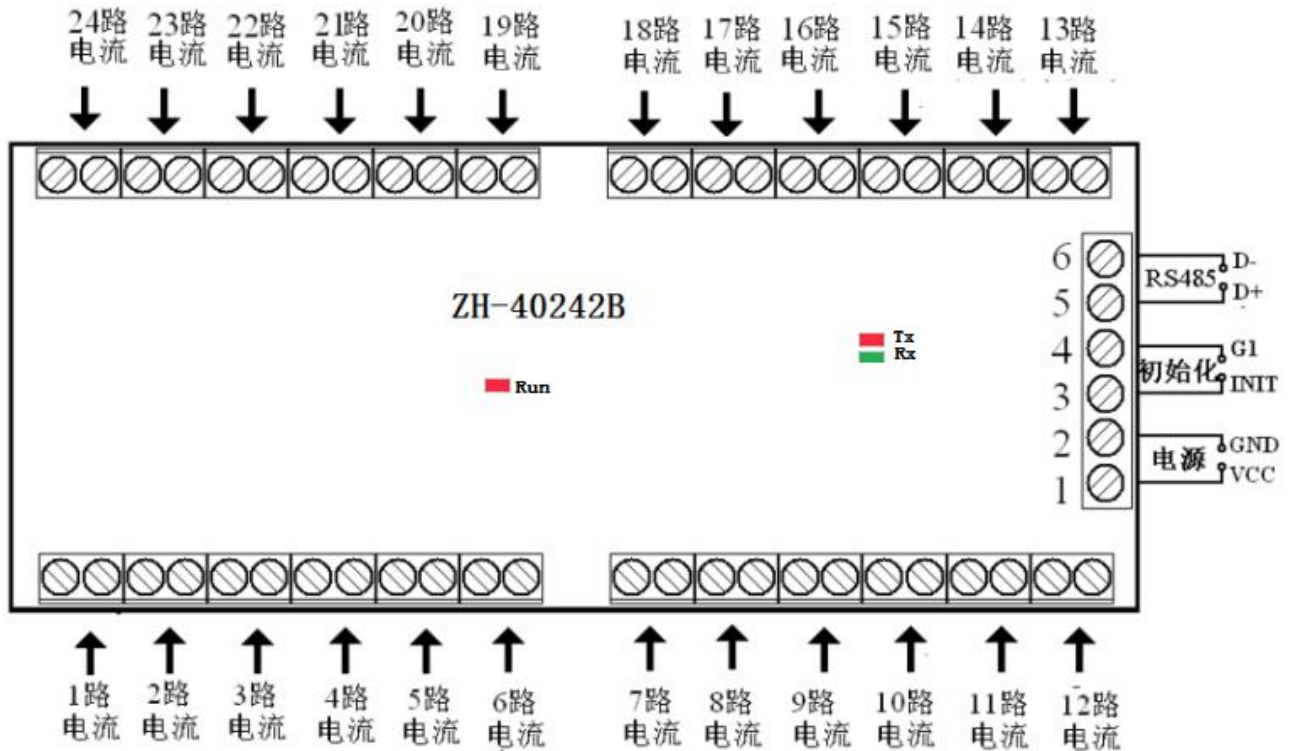 24路 23路 22路 21路 20路 19路 18路 17路 16路 15路 14路 13路
电流 电流 电流 电流 电流 电流 电流 电流 电流 电流 电流 电流
6 D-
RS485
5 D+
ZH-40242B
Tx
4 G1
Rx
初始化
Run
3 INIT
2 GND
电源
1 VCC
1路 2路 3路 4路 5路 6路 7路 8路 9路 10路 11路 12路
电流 电流 电流 电流 电流 电流 电流 电流 电流 电流 电流 电流